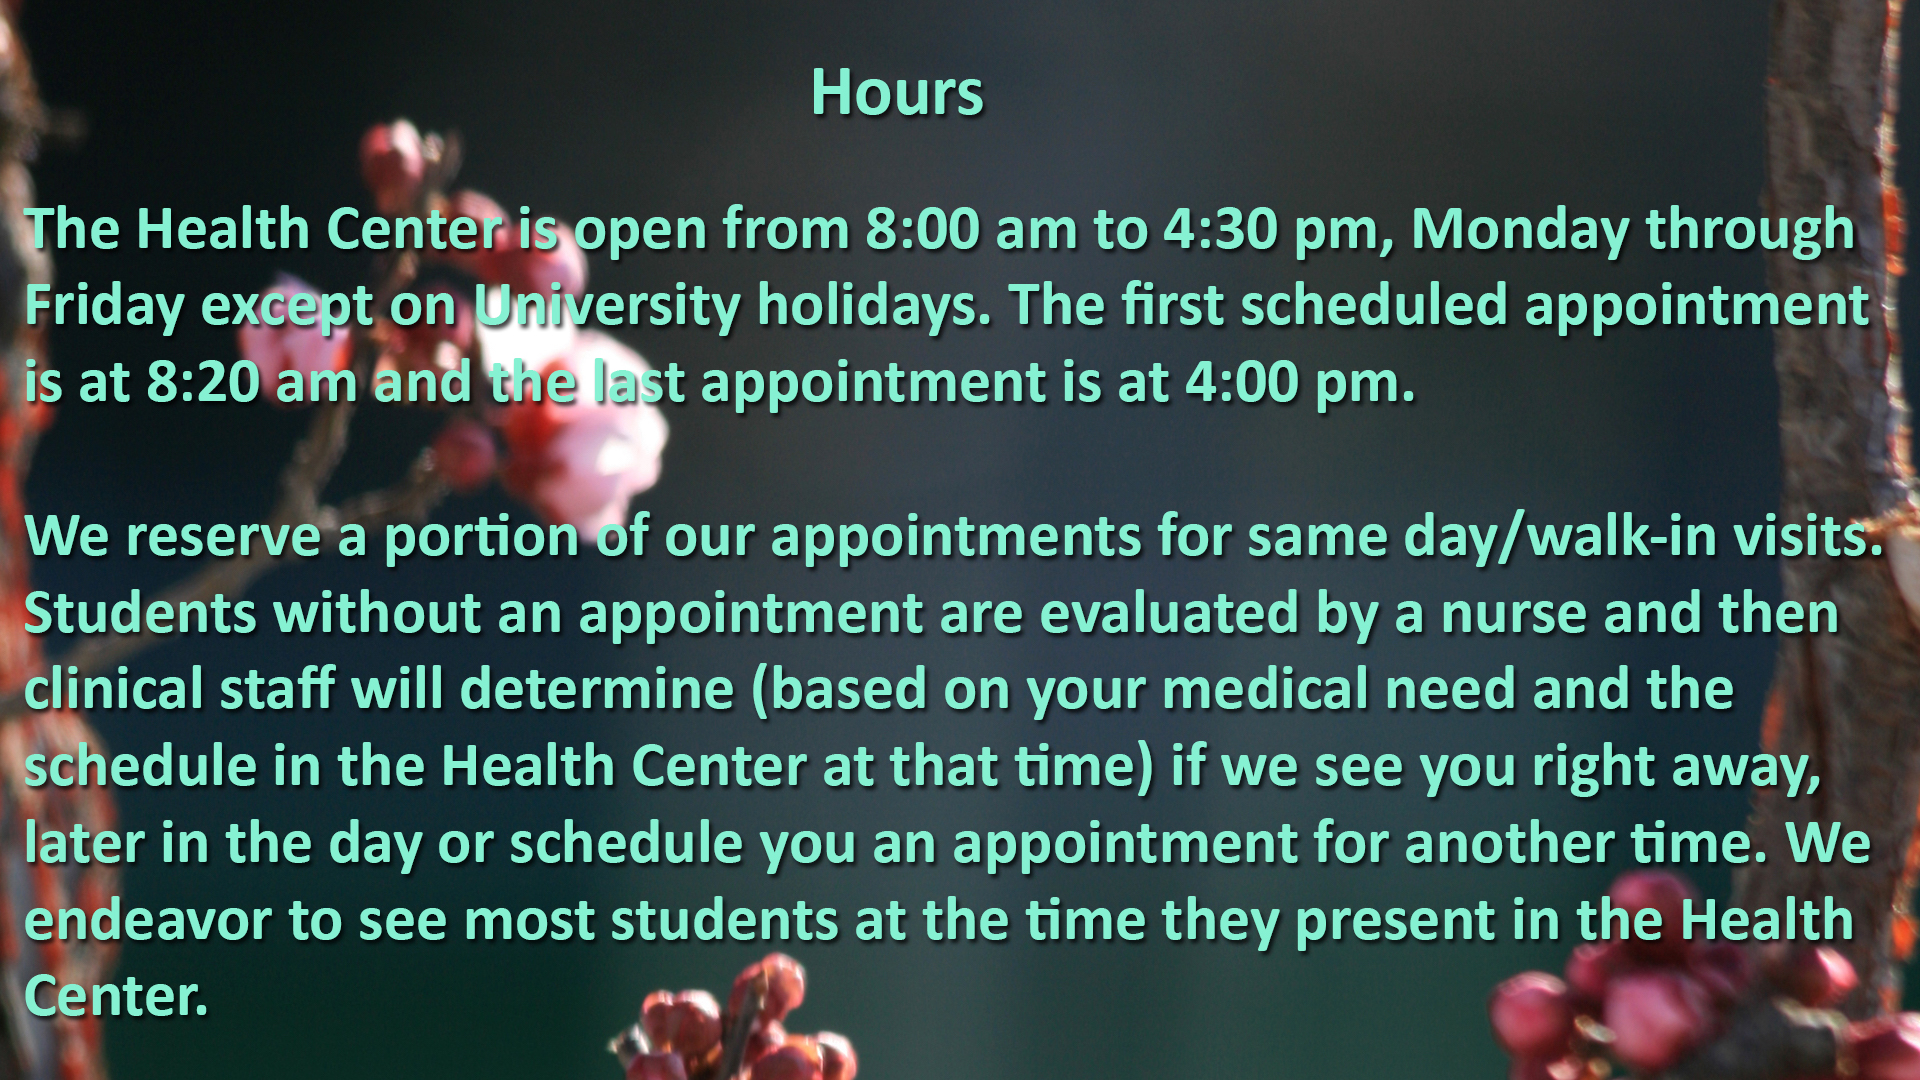 Hours
The Health Center is open from 8:00 am to 4:30 pm, Monday through
Friday except on University holidays. The first scheduled appointment
is at 8:20 am and the last appointment is at 4:00 pm.
We reserve a portion of our appointments for same day/walk-in visits.
Students without an appointment are evaluated by a nurse and then
clinical staff will determine (based on your medical need and the
schedule in the Health Center at that time) if we see you right away,
later in the day or schedule you an appointment for another time. We
endeavor to see most students at the time they present in the Health
Center.